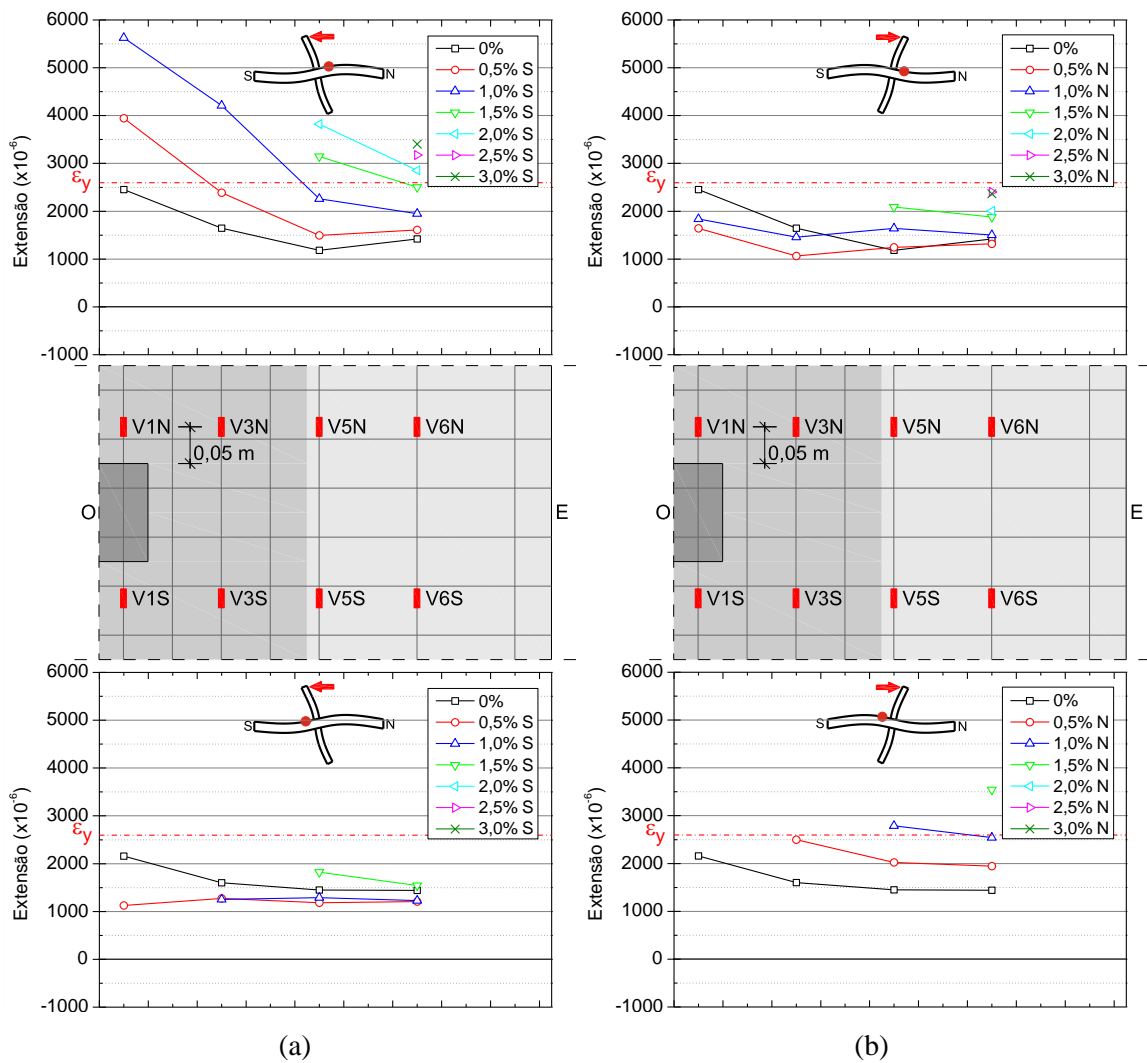 6000
5000
4000
3000
2000
1000
0
-1000
Extensão (x10⁻⁶)
εy
S
N
0%
0,5% S
1,0% S
1,5% S
2,0% S
2,5% S
3,0% S
6000
5000
4000
3000
2000
1000
0
-1000
Extensão (x10⁻⁶)
εy
S
N
0%
0,5% N
1,0% N
1,5% N
2,0% N
2,5% N
3,0% N
V1N V3N V5N V6N
0,05 m
O E
V1S V3S V5S V6S
V1N V3N V5N V6N
0,05 m
O E
V1S V3S V5S V6S
6000
5000
4000
3000
2000
1000
0
-1000
Extensão (x10⁻⁶)
εy
S
N
0%
0,5% S
1,0% S
1,5% S
2,0% S
2,5% S
3,0% S
6000
5000
4000
3000
2000
1000
0
-1000
Extensão (x10⁻⁶)
εy
S
N
0%
0,5% N
1,0% N
1,5% N
2,0% N
2,5% N
3,0% N
(a) (b)